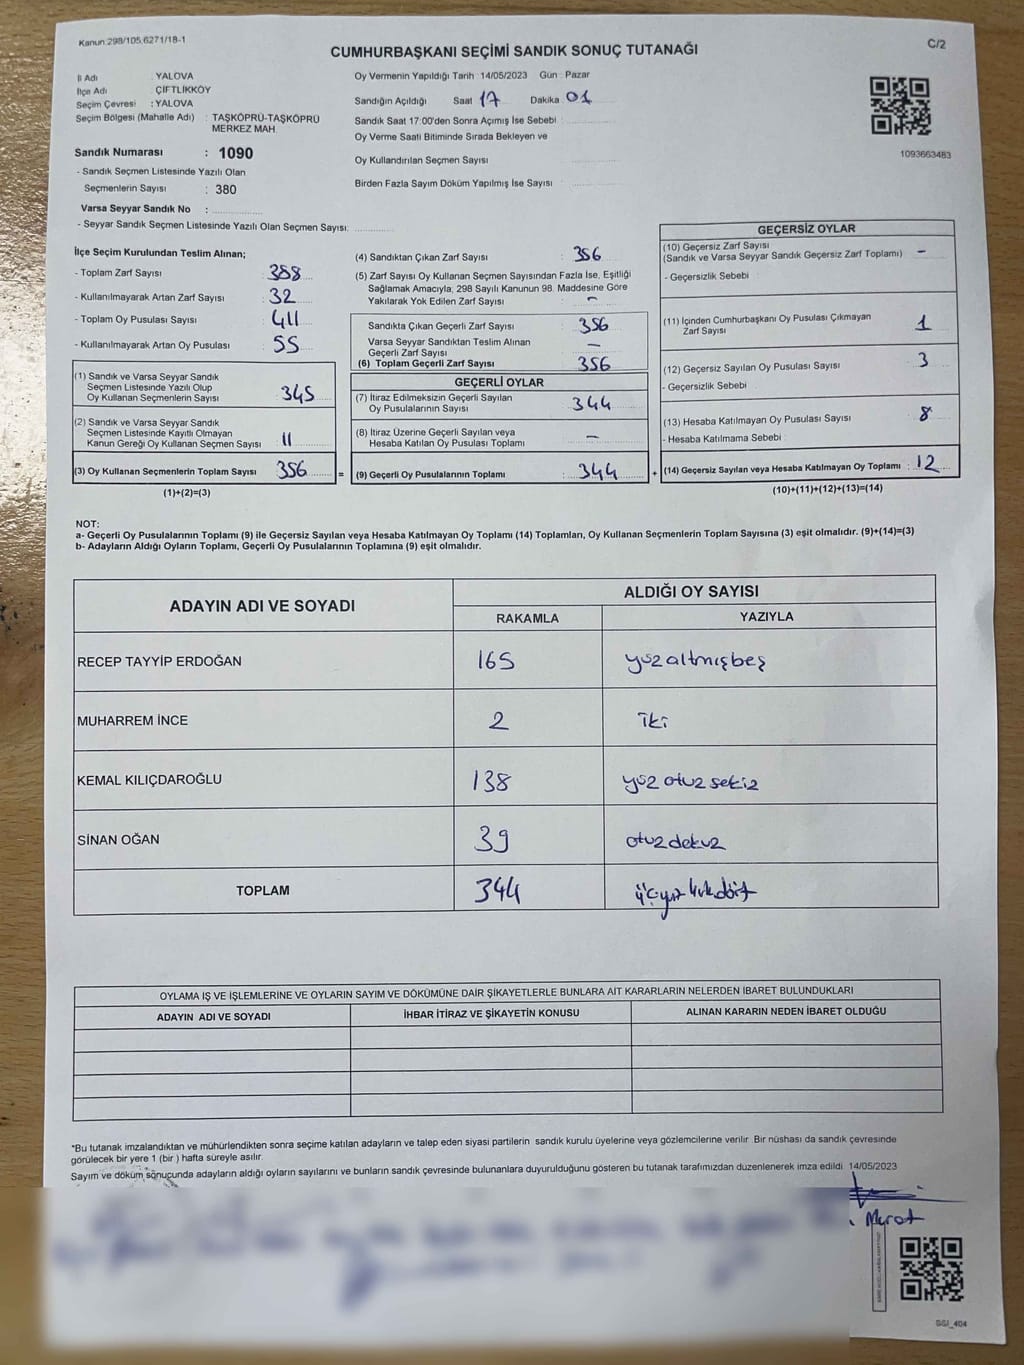 Kanun.298/105,6271/18-1
C/2
CUMHURBAŞKANI SEÇİMİ SANDIK SONUÇ TUTANAĞI
İl Adı : YALOVA
İlçe Adı : ÇİFTLİKKÖY
Seçim Çevresi : YALOVA
Seçim Bölgesi (Mahalle Adı) : TAŞKÖPRÜ-TAŞKÖPRÜ
MERKEZ MAH.
Sandık Numarası : 1090
- Sandık Seçmen Listesinde Yazılı Olan
Seçmenlerin Sayısı : 380
Varsa Seyyar Sandık No :
- Seyyar Sandık Seçmen Listesinde Yazılı Olan Seçmen Sayısı:
Oy Vermenin Yapıldığı Tarih :14/05/2023 Gün : Pazar
Sandığın Açıldığı Saat 17 Dakika 01
Sandık Saat 17:00'den Sonra Açımış İse Sebebi :
Oy Verme Saati Bitiminde Sırada Bekleyen ve
Oy Kullandırılan Seçmen Sayısı
Birden Fazla Sayım Döküm Yapılmış İse Sayısı :
1093663483
İlçe Seçim Kurulundan Teslim Alınan;
- Toplam Zarf Sayısı : 388
- Kullanılmayarak Artan Zarf Sayısı : 32
- Toplam Oy Pusulası Sayısı : 411
- Kullanılmayarak Artan Oy Pusulası : 55
(1) Sandık ve Varsa Seyyar Sandık
Seçmen Listesinde Yazılı Olup
Oy Kullanan Seçmenlerin Sayısı : 345
(2) Sandık ve Varsa Seyyar Sandık
Seçmen Listesinde Kayıtlı Olmayan
Kanun Gereği Oy Kullanan Seçmen Sayısı : 11
(3) Oy Kullanan Seçmenlerin Toplam Sayısı : 356
(1)+(2)=(3)
(4) Sandıktan Çıkan Zarf Sayısı : 356
(5) Zarf Sayısı Oy Kullanan Seçmen Sayısından Fazla İse, Eşitliği
Sağlamak Amacıyla, 298 Sayılı Kanunun 98. Maddesine Göre
Yakılarak Yok Edilen Zarf Sayısı : -
Sandıkta Çıkan Geçerli Zarf Sayısı : 356
Varsa Seyyar Sandıktan Teslim Alınan
Geçerli Zarf Sayısı : -
(6) Toplam Geçerli Zarf Sayısı : 356
GEÇERLİ OYLAR
(7) İtiraz Edilmeksizin Geçerli Sayılan
Oy Pusulalarının Sayısı : 344
(8) İtiraz Üzerine Geçerli Sayılan veya
Hesaba Katılan Oy Pusulası Toplamı : -
= (9) Geçerli Oy Pusulalarının Toplamı : 344 +
GEÇERSİZ OYLAR
(10) Geçersiz Zarf Sayısı
(Sandık ve Varsa Seyyar Sandık Geçersiz Zarf Toplamı) : -
- Geçersizlik Sebebi :
(11) İçinden Cumhurbaşkanı Oy Pusulası Çıkmayan
Zarf Sayısı : 1
(12) Geçersiz Sayılan Oy Pusulası Sayısı : 3
- Geçersizlik Sebebi
(13) Hesaba Katılmayan Oy Pusulası Sayısı : 8
- Hesaba Katılmama Sebebi :
(14) Geçersiz Sayılan veya Hesaba Katılmayan Oy Toplamı : 12
(10)+(11)+(12)+(13)=(14)
NOT:
a- Geçerli Oy Pusulalarının Toplamı (9) ile Geçersiz Sayılan veya Hesaba Katılmayan Oy Toplamı (14) Toplamları, Oy Kullanan Seçmenlerin Toplam Sayısına (3) eşit olmalıdır. (9)+(14)=(3)
b- Adayların Aldığı Oyların Toplamı, Geçerli Oy Pusulalarının Toplamına (9) eşit olmalıdır.
ADAYIN ADI VE SOYADI
ALDIĞI OY SAYISI
RAKAMLA YAZIYLA
RECEP TAYYİP ERDOĞAN 165 yüz altmış beş
MUHARREM İNCE 2 iki
KEMAL KILIÇDAROĞLU 138 yüz otuz sekiz
SİNAN OĞAN 39 otuz dokuz
TOPLAM 344 üçyüz kırkdört
OYLAMA İŞ VE İŞLEMLERİNE VE OYLARIN SAYIM VE DÖKÜMÜNE DAİR ŞİKAYETLERLE BUNLARA AİT KARARLARIN NELERDEN İBARET BULUNDUKLARI
ADAYIN ADI VE SOYADI İHBAR İTİRAZ VE ŞİKAYETİN KONUSU ALINAN KARARIN NEDEN İBARET OLDUĞU
*Bu tutanak imzalandıktan ve mühürlendikten sonra seçime katılan adayların ve talep eden siyasi partilerin sandık kurulu üyelerine veya gözlemcilerine verilir. Bir nüshası da sandık çevresinde
görülecek bir yere 1 (bir ) hafta süreyle asılır.
Sayım ve döküm sonucunda adayların aldığı oyların sayılarını ve bunların sandık çevresinde bulunanlara duyurulduğunu gösteren bu tutanak tarafımızdan düzenlenerek imza edildi 14/05/2023
Murat